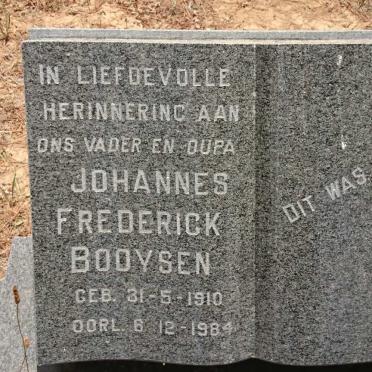 IN LIEFDEVOLLE
HERINNERING AAN
ONS VADER EN OUPA
JOHANNES
FREDERICK
BOOYSEN
GEB. 31-5-1910
OORL. 6-12-1984
DIT WAS